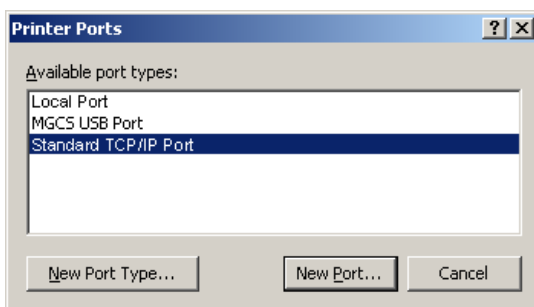 Printer Ports
Available port types:
Local Port
MGCS USB Port
Standard TCP/IP Port
New Port Type...
New Port...
Cancel